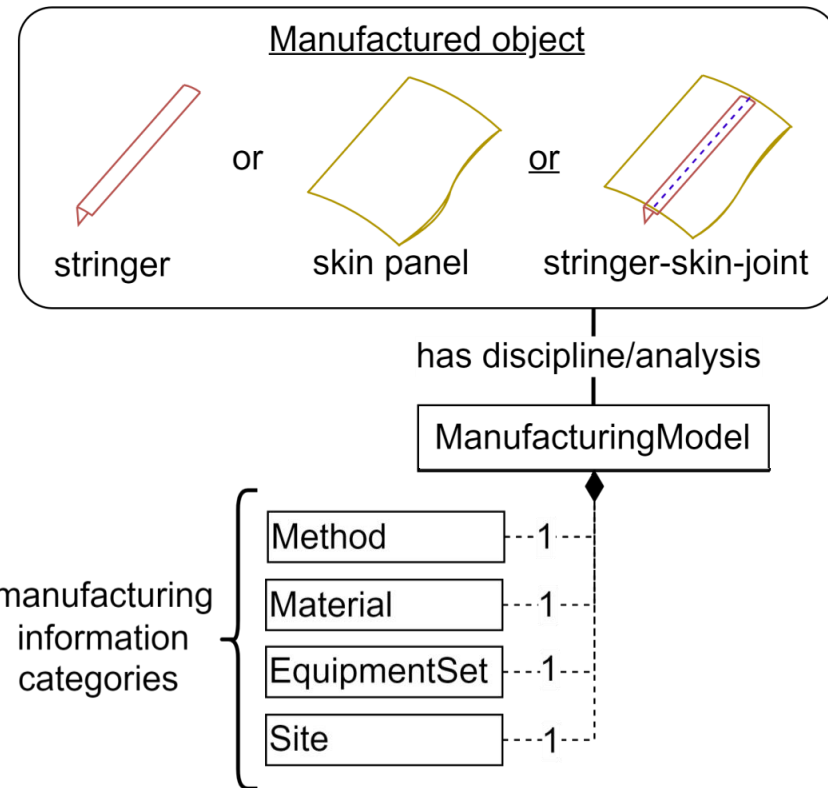 Manufactured object
or
or
stringer
skin panel
stringer-skin-joint
has discipline/analysis
ManufacturingModel
Method
1
Material
1
EquipmentSet
1
Site
1
manufacturing
information
categories